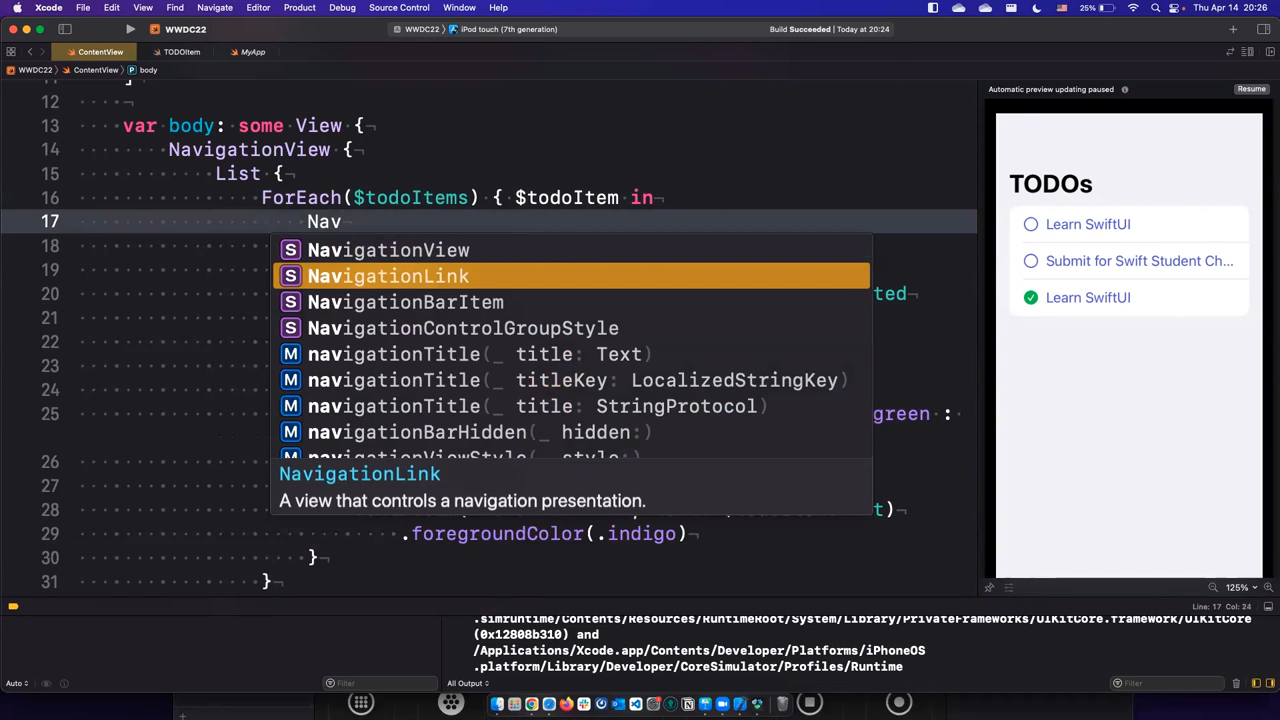 Xcode File Edit View Find Navigate Editor Product Debug Source Control Window Help 25% Thu Apr 14 20:26
WWDC22 WWDC22 iPod touch (7th generation) Build Succeeded | Today at 20:24
ContentView TODOItem MyApp
WWDC22 ContentView body
12
13 var body: some View {
14 NavigationView {
15 List {
16 ForEach($todoItems) { $todoItem in
17 Nav
18 NavigationView
19 NavigationLink
20 NavigationBarItem ted
21 NavigationControlGroupStyle
22 navigationTitle(_ title: Text)
23 navigationTitle(_ titleKey: LocalizedStringKey)
24 navigationTitle(_ title: StringProtocol)
25 green :
navigationBarHidden(_ hidden:)
26 navigationViewStyle(_ style:)
27 NavigationLink
28 A view that controls a navigation presentation. t)
29 .foregroundColor(.indigo)
30 }
31 }
Automatic preview updating paused Resume
TODOs
Learn SwiftUI
Submit for Swift Student Ch...
Learn SwiftUI
125%
Line: 17 Col: 24
.simruntime/Contents/Resources/RuntimeRoot/System/Library/PrivateFrameworks/UIKitCore.framework/UIKitCore
(0x12808b310) and
/Applications/Xcode.app/Contents/Developer/Platforms/iPhoneOS
.platform/Library/Developer/CoreSimulator/Profiles/Runtime
Auto Filter All Output Filter